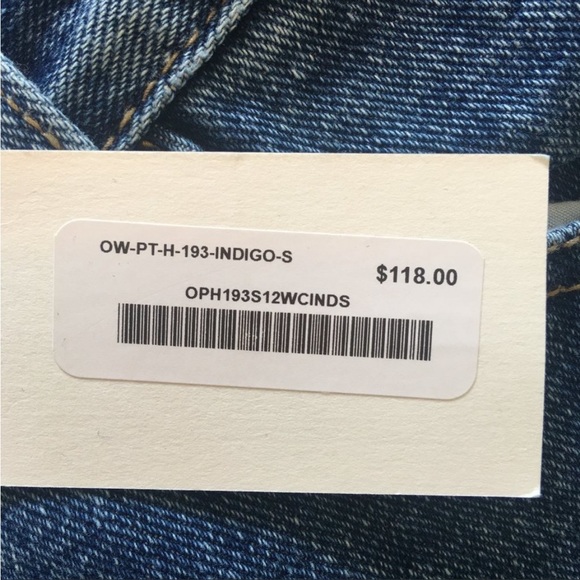 OW-PT-H-193-INDIGO-S
$118.00
OPH193S12WCINDS